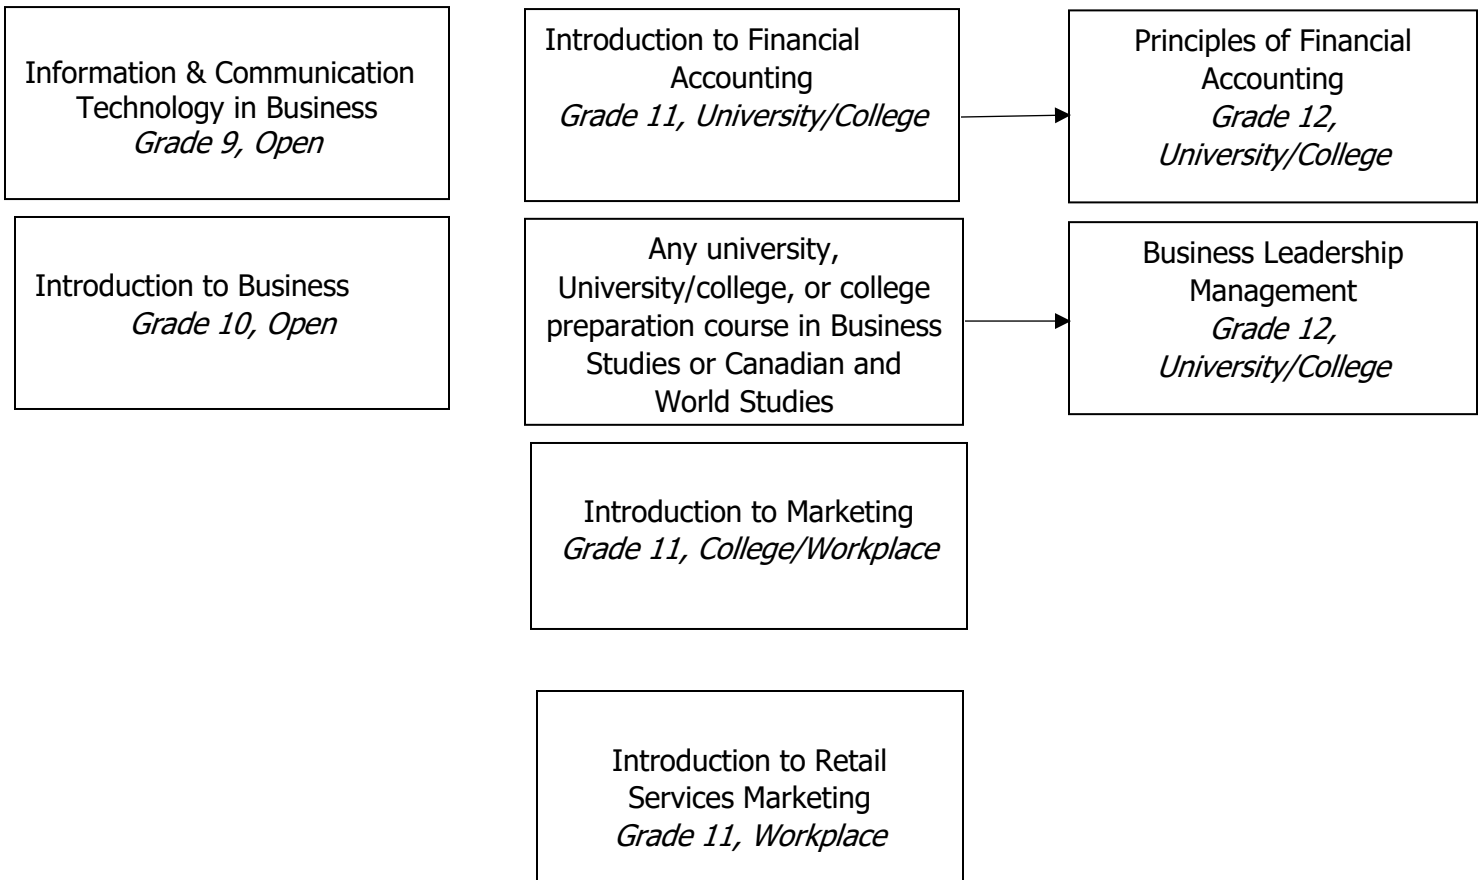 Information & Communication
Technology in Business
Grade 9, Open
Introduction to Financial
Accounting
Grade 11, University/College
Principles of Financial
Accounting
Grade 12,
University/College
Introduction to Business
Grade 10, Open
Any university,
University/college, or college
preparation course in Business
Studies or Canadian and
World Studies
Business Leadership
Management
Grade 12,
University/College
Introduction to Marketing
Grade 11, College/Workplace
Introduction to Retail
Services Marketing
Grade 11, Workplace